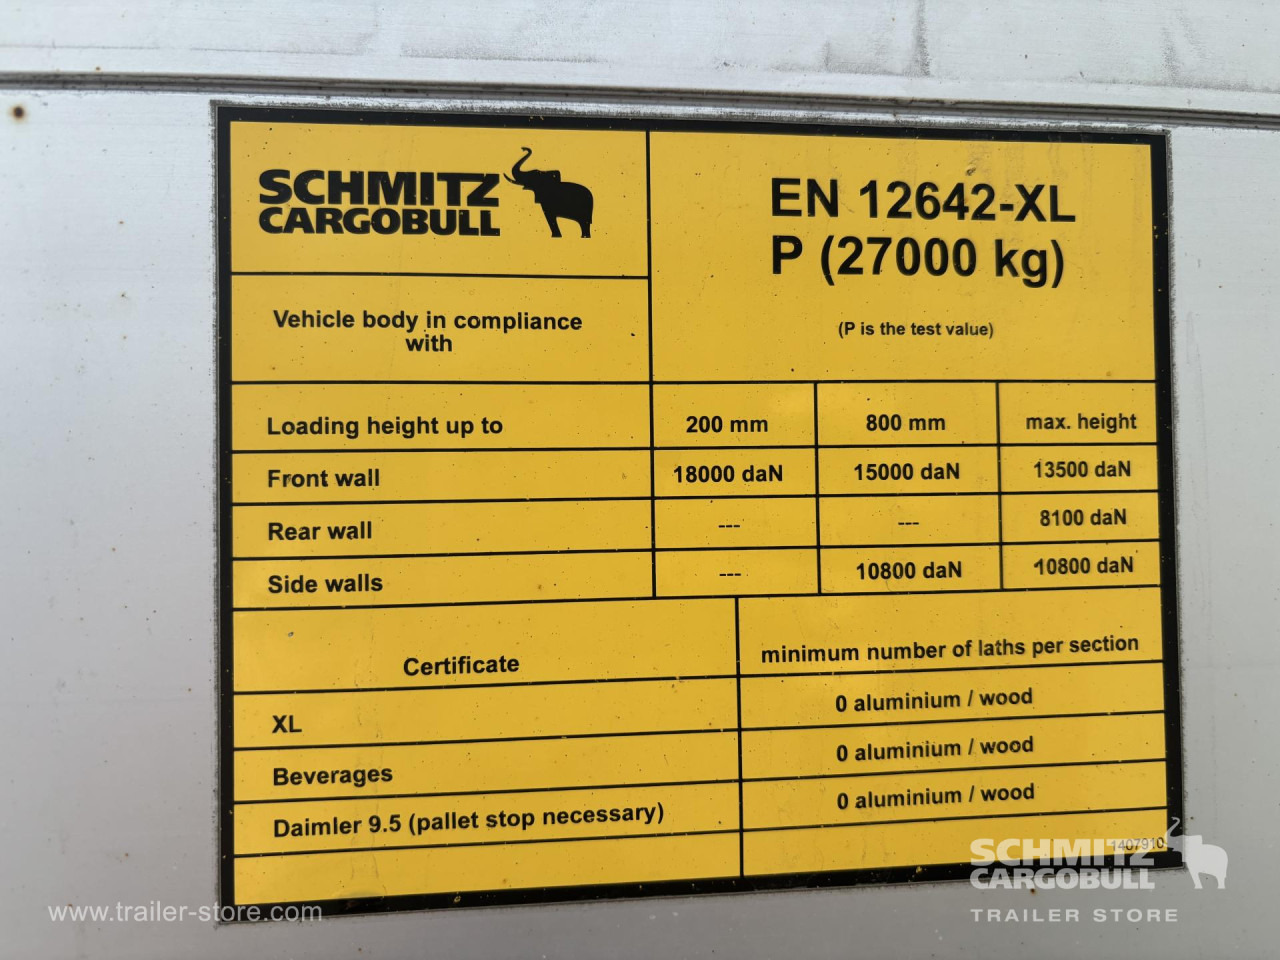 SCHMITZ
CARGOBULL
EN 12642-XL
P (27000 kg)
(P is the test value)
Vehicle body in compliance
with
Loading height up to 200 mm 800 mm max. height
Front wall 18000 daN 15000 daN 13500 daN
Rear wall --- --- 8100 daN
Side walls --- 10800 daN 10800 daN
Certificate minimum number of laths per section
XL 0 aluminium / wood
Beverages 0 aluminium / wood
Daimler 9.5 (pallet stop necessary) 0 aluminium / wood
1407910
SCHMITZ
CARGOBULL
TRAILER STORE
www.trailer-store.com